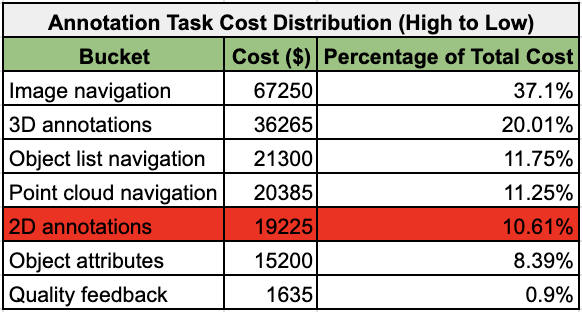 Annotation Task Cost Distribution (High to Low)
Bucket Cost ($) Percentage of Total Cost
Image navigation 67250 37.1%
3D annotations 36265 20.01%
Object list navigation 21300 11.75%
Point cloud navigation 20385 11.25%
2D annotations 19225 10.61%
Object attributes 15200 8.39%
Quality feedback 1635 0.9%